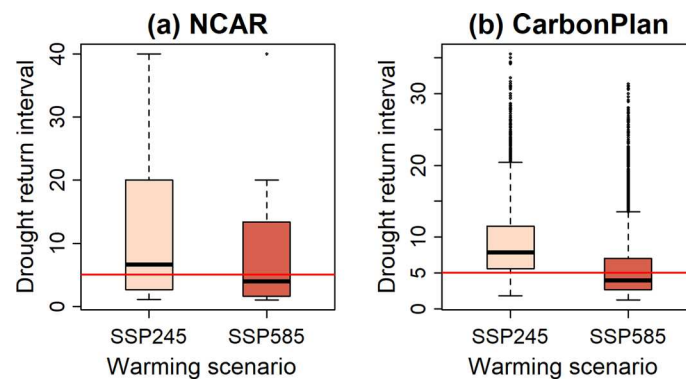 (a) NCAR
Drought return interval
40
30
20
10
0
SSP245 SSP585
Warming scenario
(b) CarbonPlan
Drought return interval
30
20
10
5
0
SSP245 SSP585
Warming scenario